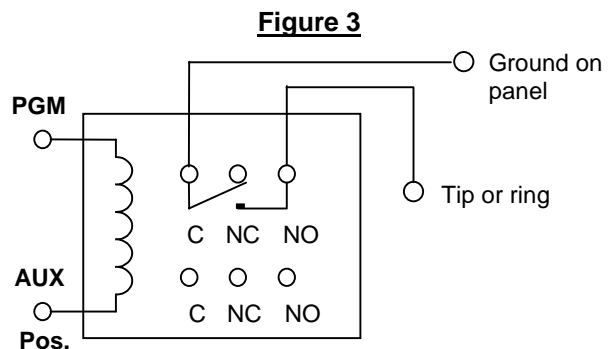 Figure 3
Ground on
panel
PGM
Tip or ring
C NC NO
AUX
C NC NO
Pos.